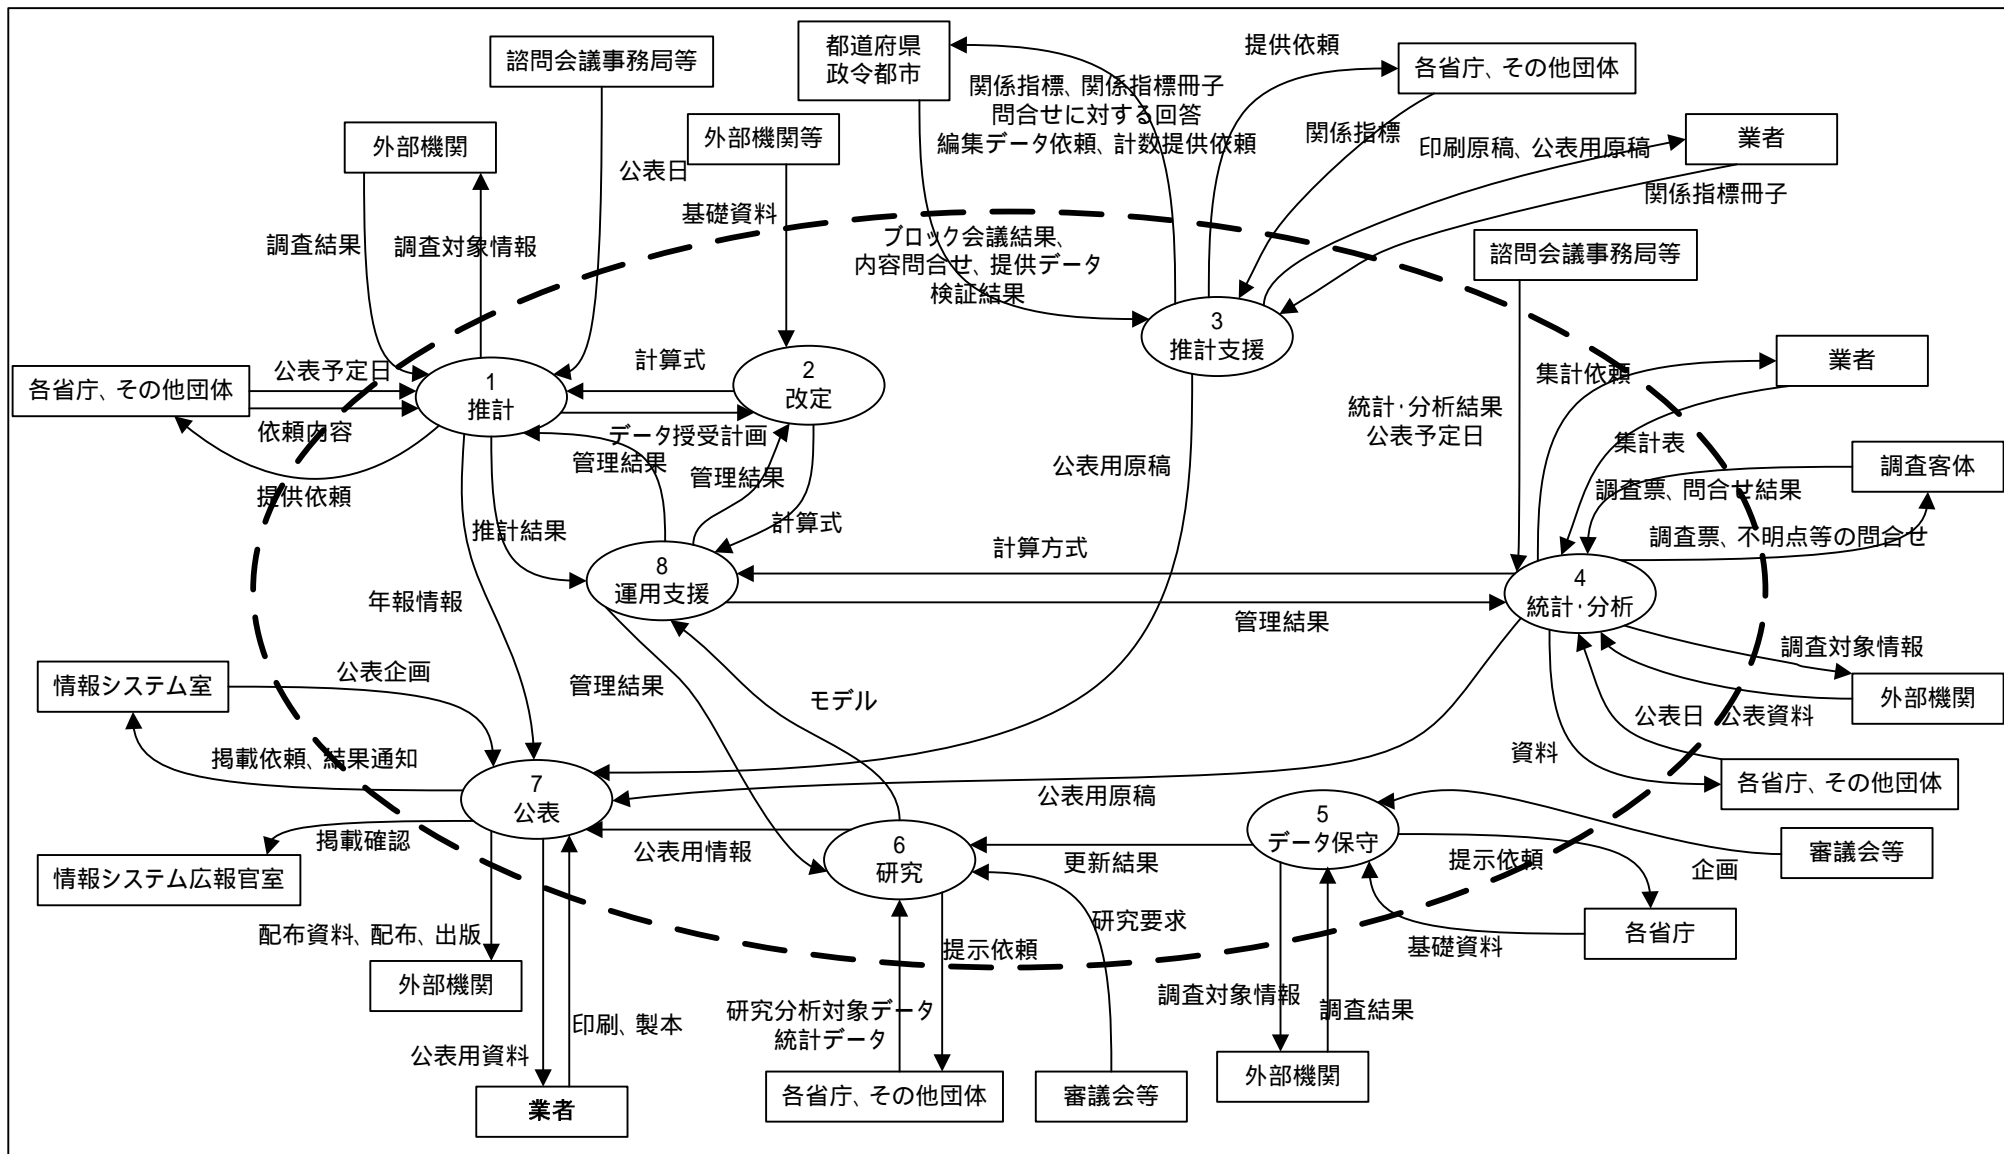 諮問会議事務局等
都道府県
政令都市
提供依頼
各省庁、その他団体
関係指標、関係指標冊子
問合せに対する回答
編集データ依頼、計数提供依頼
外部機関
外部機関等
関係指標
印刷原稿、公表用原稿
業者
公表日
基礎資料
関係指標冊子
調査結果
調査対象情報
ブロック会議結果、
内容問合せ、提供データ
検証結果
諮問会議事務局等
3
推計支援
各省庁、その他団体
公表予定日
依頼内容
提供依頼
1
推計
計算式
2
改定
データ授受計画
管理結果
管理結果
計算式
推計結果
公表用原稿
統計・分析結果
公表予定日
集計依頼
業者
集計表
調査客体
調査票、問合せ結果
調査票、不明点等の問合せ
8
運用支援
計算方式
管理結果
4
統計・分析
年報情報
情報システム室
公表企画
管理結果
モデル
調査対象情報
外部機関
公表日
公表資料
資料
各省庁、その他団体
掲載依頼、結果通知
7
公表
掲載確認
情報システム広報官室
公表用原稿
公表用情報
6
研究
更新結果
5
データ保守
提示依頼
企画
審議会等
配布資料、配布、出版
外部機関
提示依頼
研究要求
基礎資料
各省庁
調査対象情報
調査結果
印刷、製本
公表用資料
業者
研究分析対象データ
統計データ
各省庁、その他団体
審議会等
外部機関